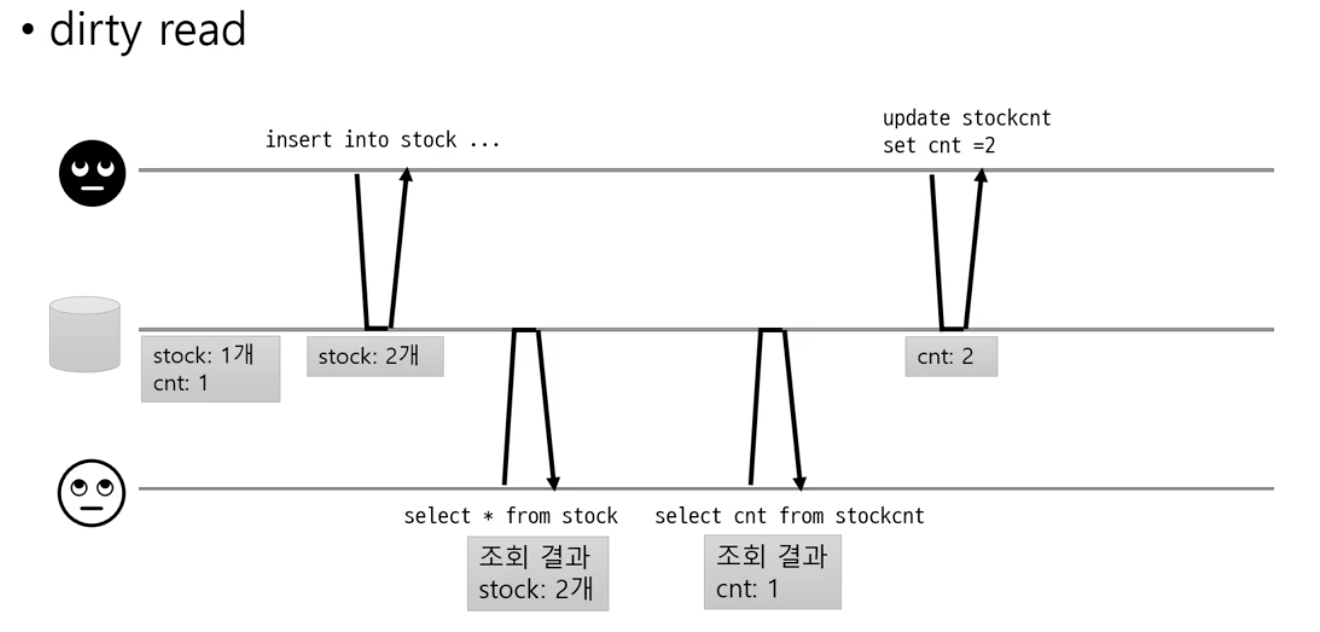 • dirty read
insert into stock ...
update stockcnt
set cnt =2
stock: 1개
cnt: 1
stock: 2개
cnt: 2
select * from stock
select cnt from stockcnt
조회 결과
stock: 2개
조회 결과
cnt: 1